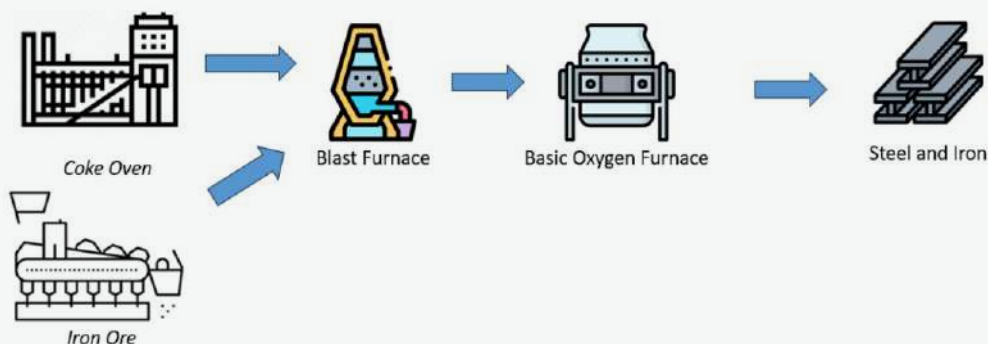 Coke Oven
Blast Furnace
Basic Oxygen Furnace
Steel and Iron
Iron Ore